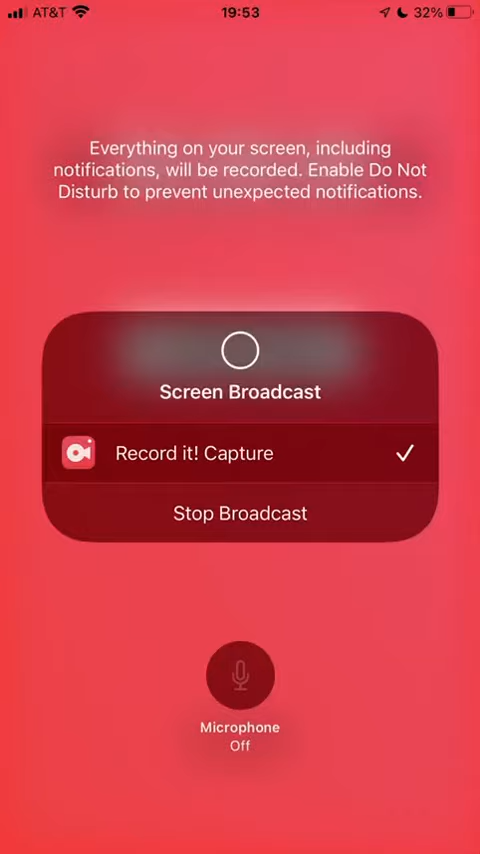 AT&T 19:53 32%
Everything on your screen, including
notifications, will be recorded. Enable Do Not
Disturb to prevent unexpected notifications.
Screen Broadcast
Record it! Capture
Stop Broadcast
Microphone
Off